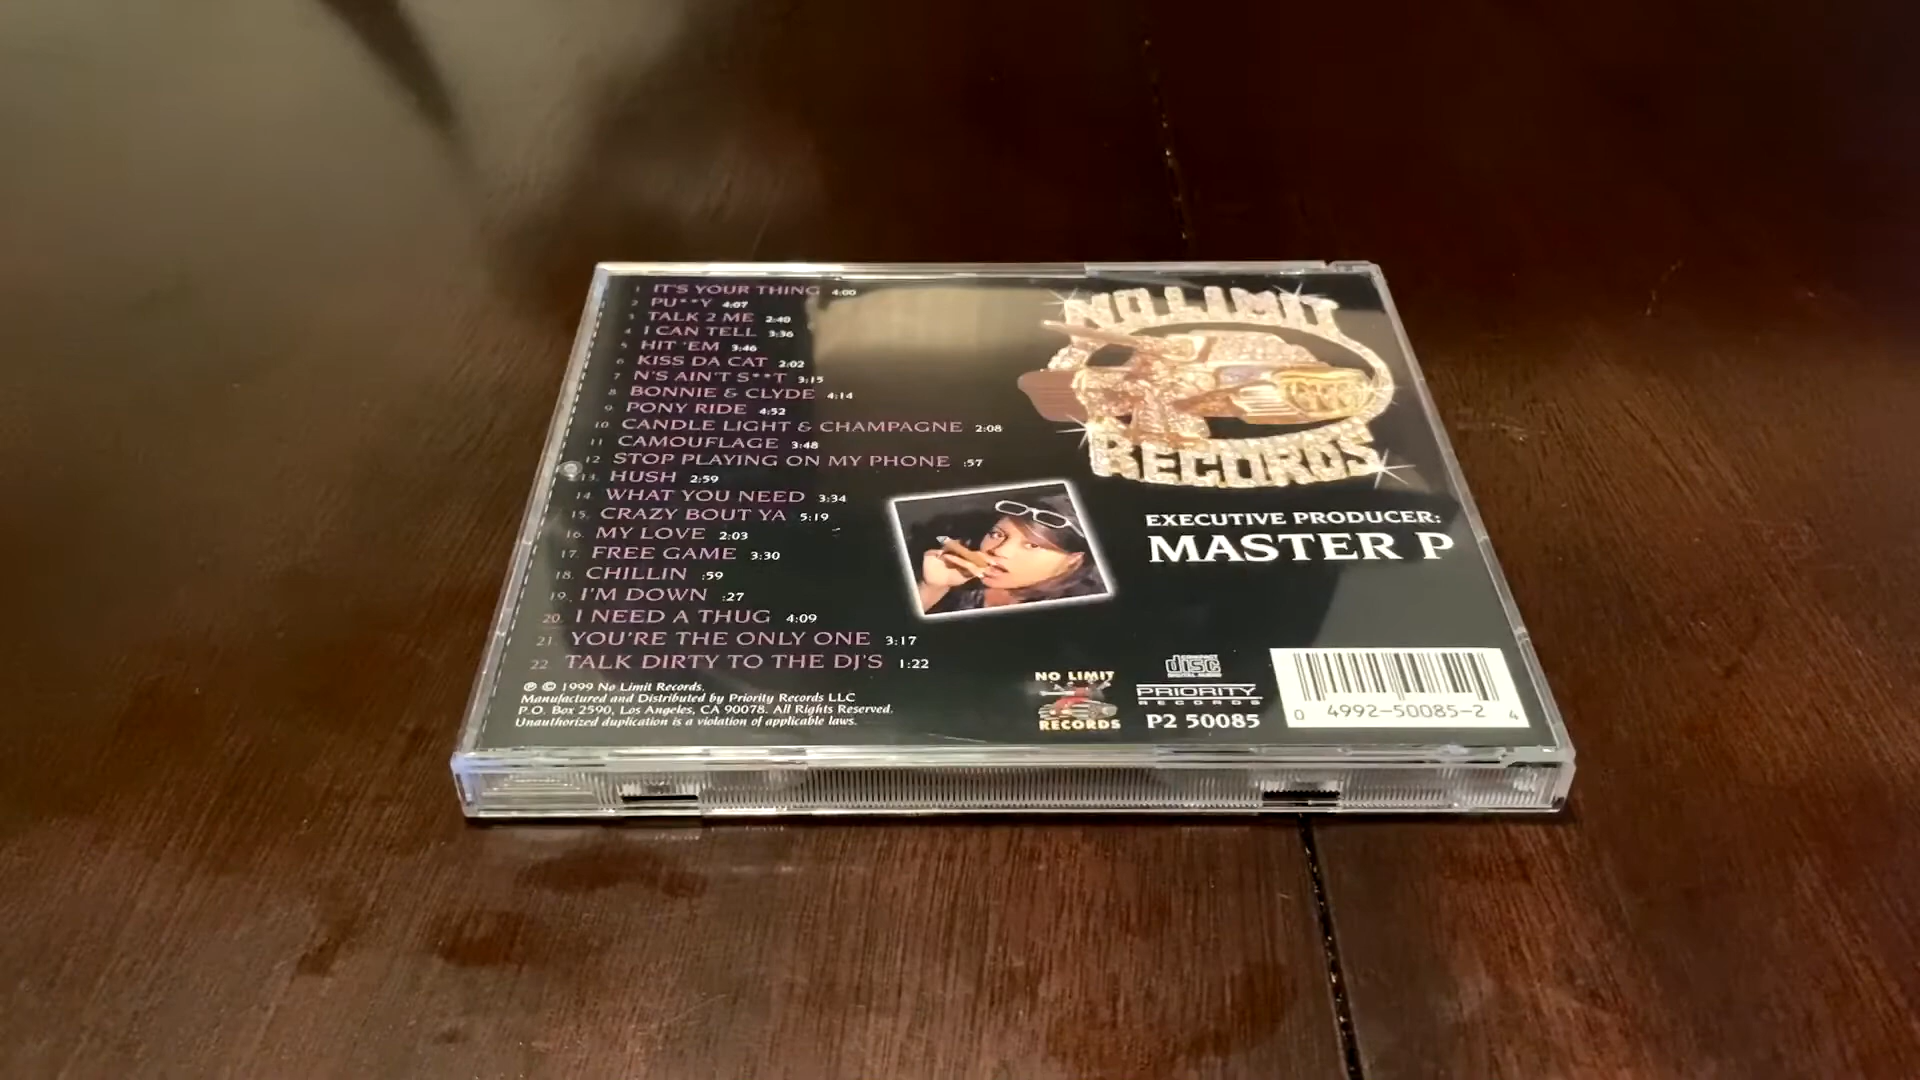 1 IT'S YOUR THING 4:00
2 PU**Y 4:07
3 TALK 2 ME 2:40
4 I CAN TELL 3:36
5 HIT 'EM 3:46
6 KISS DA CAT 2:02
7 N'S AIN'T S**T 3:15
8 BONNIE & CLYDE 4:14
9 PONY RIDE 4:52
10 CANDLE LIGHT & CHAMPAGNE 2:08
11 CAMOUFLAGE 3:48
12 STOP PLAYING ON MY PHONE :57
13. HUSH 2:59
14. WHAT YOU NEED 3:34
15. CRAZY BOUT YA 5:19
16. MY LOVE 2:03
17. FREE GAME 3:30
18. CHILLIN :59
19. I'M DOWN :27
20. I NEED A THUG 4:09
21. YOU'RE THE ONLY ONE 3:17
22. TALK DIRTY TO THE DJ'S 1:22
℗ © 1999 No Limit Records.
Manufactured and Distributed by Priority Records LLC
P.O. Box 2590, Los Angeles, CA 90078. All Rights Reserved.
Unauthorized duplication is a violation of applicable laws.
NO LIMIT
RECORDS
EXECUTIVE PRODUCER:
MASTER P
NO LIMIT
RECORDS
COMPACT
disc
DIGITAL AUDIO
PRIORITY
RECORDS
P2 50085
0 4992-50085-2 4